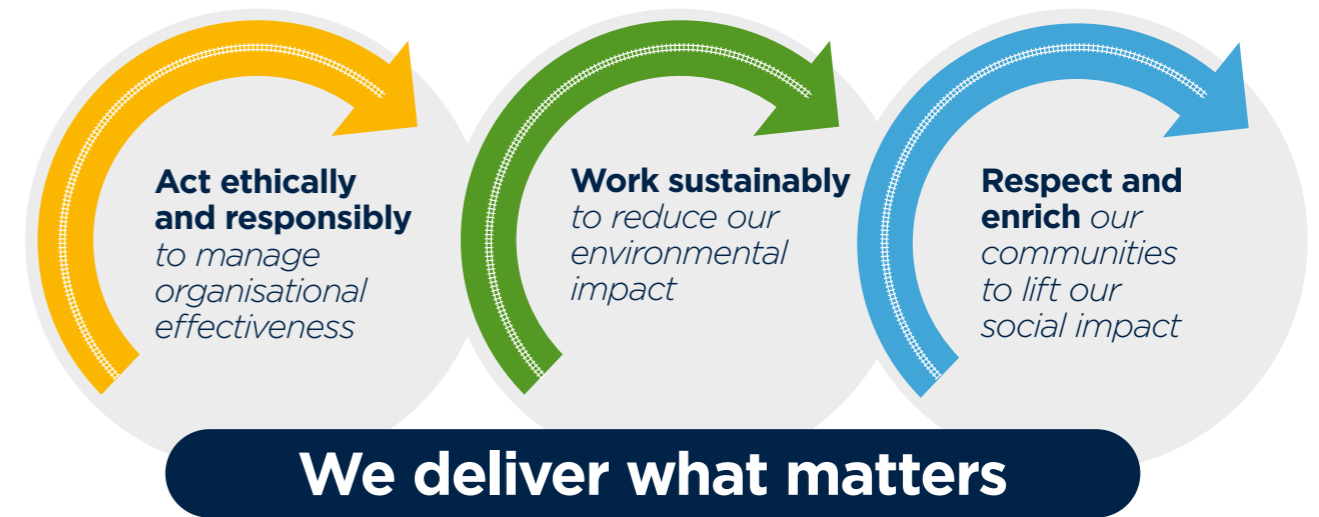 Act ethically
and responsibly
to manage
organisational
effectiveness
Work sustainably
to reduce our
environmental
impact
Respect and
enrich our
communities
to lift our
social impact
We deliver what matters